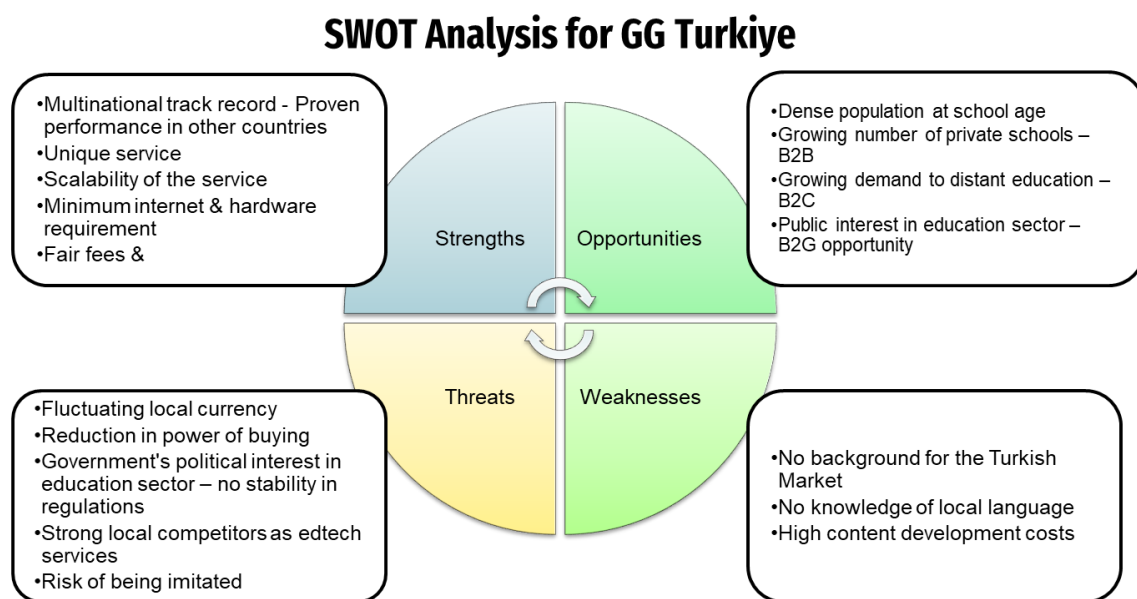 SWOT Analysis for GG Turkiye
•Multinational track record - Proven
performance in other countries
•Unique service
•Scalability of the service
•Minimum internet & hardware
requirement
•Fair fees &
Strengths
Opportunities
•Dense population at school age
•Growing number of private schools –
B2B
•Growing demand to distant education –
B2C
•Public interest in education sector –
B2G opportunity
•Fluctuating local currency
•Reduction in power of buying
•Government's political interest in
education sector – no stability in
regulations
•Strong local competitors as edtech
services
•Risk of being imitated
Threats
Weaknesses
•No background for the Turkish
Market
•No knowledge of local language
•High content development costs